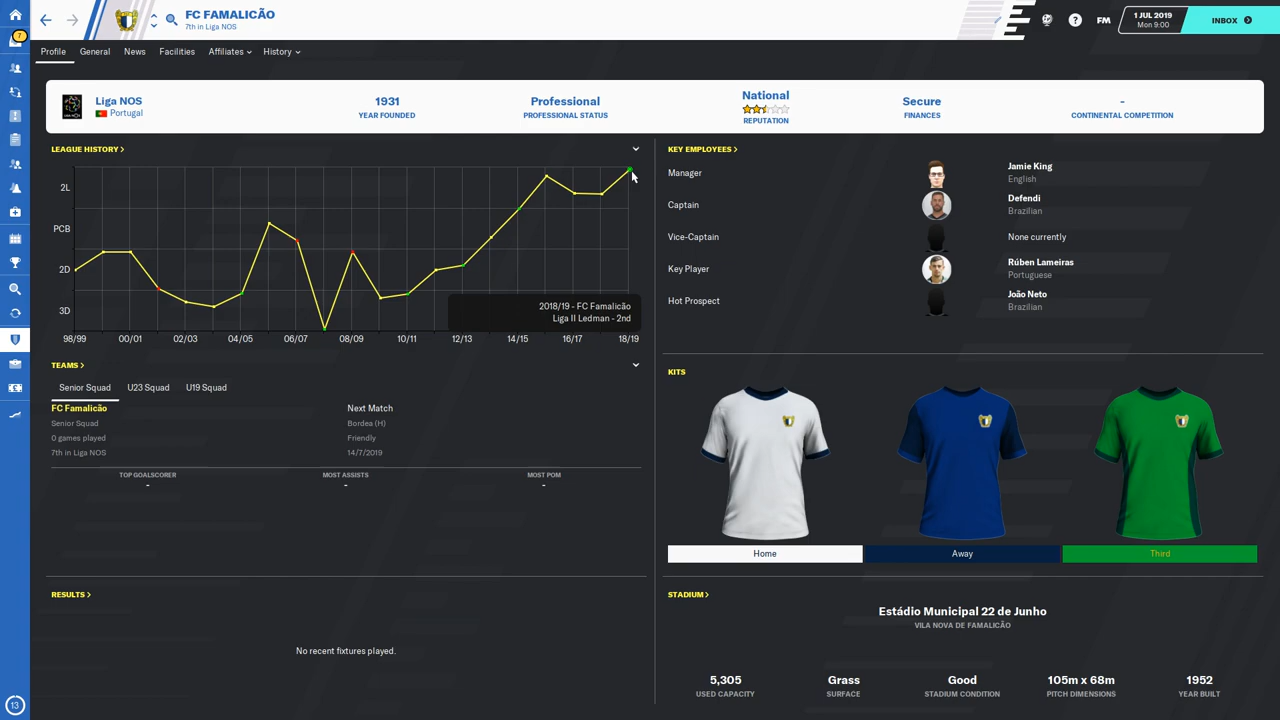 7
FC FAMALICÃO
7th in Liga NOS
FM
1 JUL 2019
Mon 9:00
INBOX
Profile
General
News
Facilities
Affiliates
History
Liga NOS
Portugal
1931
YEAR FOUNDED
Professional
PROFESSIONAL STATUS
National
REPUTATION
Secure
FINANCES
-
CONTINENTAL COMPETITION
LEAGUE HISTORY >
2L
PCB
2D
3D
2018/19 - FC Famalicão
Liga II Ledman - 2nd
98/99 00/01 02/03 04/05 06/07 08/09 10/11 12/13 14/15 16/17 18/19
KEY EMPLOYEES >
Manager
Jamie King
English
Captain
Defendi
Brazilian
Vice-Captain
None currently
Key Player
Rúben Lameiras
Portuguese
Hot Prospect
João Neto
Brazilian
TEAMS >
Senior Squad
U23 Squad
U19 Squad
FC Famalicão
Senior Squad
0 games played
7th in Liga NOS
Next Match
Bordea (H)
Friendly
14/7/2019
TOP GOALSCORER
-
MOST ASSISTS
-
MOST POM
-
KITS
Home
Away
Third
RESULTS >
No recent fixtures played.
STADIUM >
Estádio Municipal 22 de Junho
VILA NOVA DE FAMALICÃO
5,305
USED CAPACITY
Grass
SURFACE
Good
STADIUM CONDITION
105m x 68m
PITCH DIMENSIONS
1952
YEAR BUILT
13